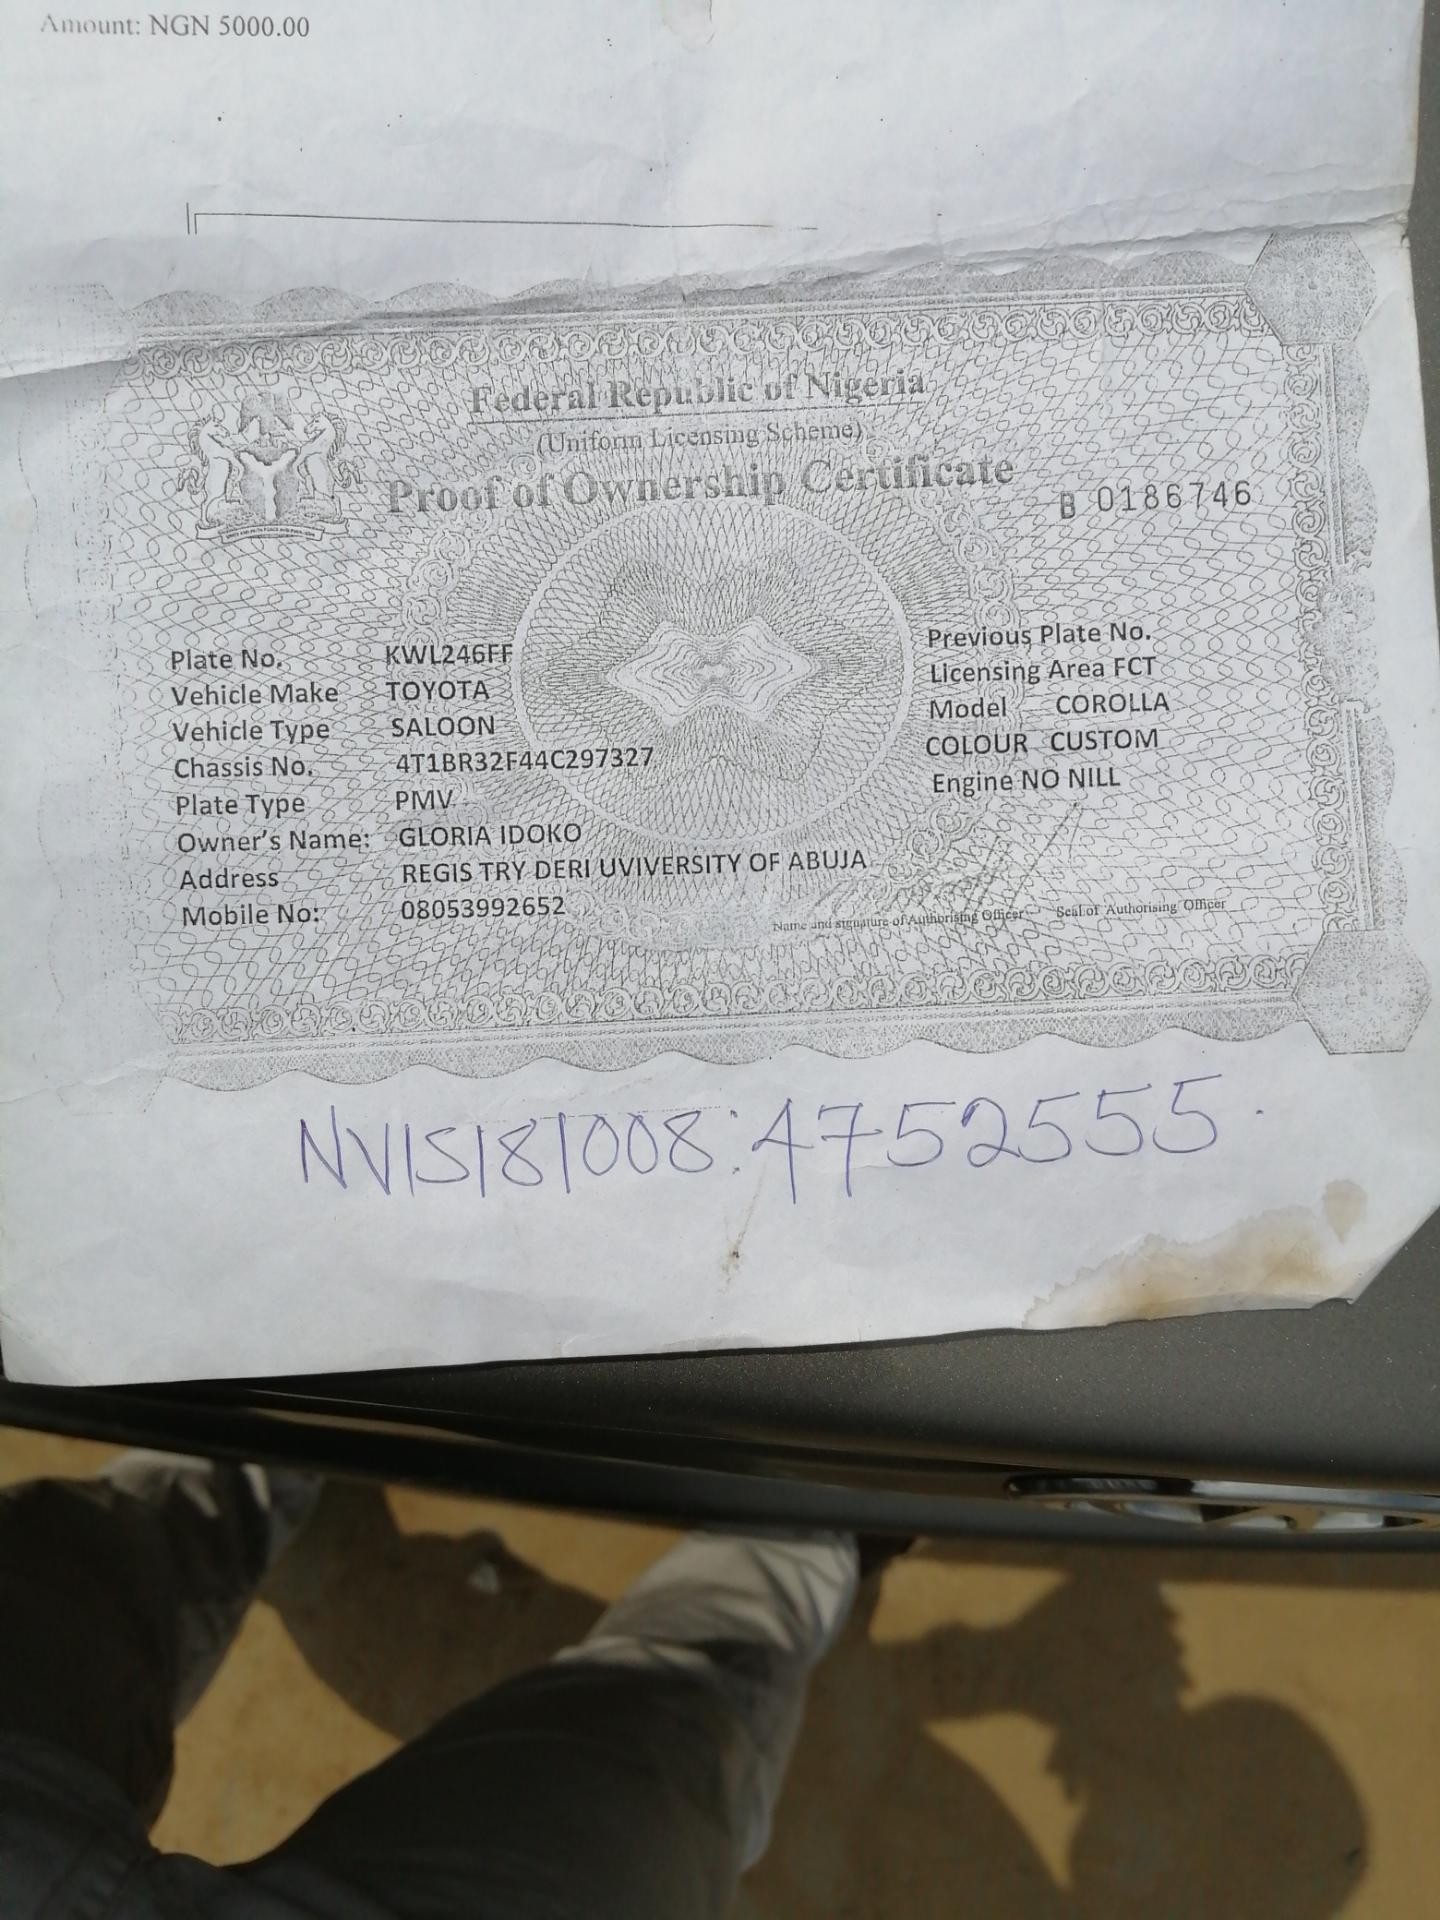 Amount: NGN 5000.00
Federal Republic of Nigeria
(Uniform Licensing Scheme)
Proof of Ownership Certificate
B 0186746
Plate No. KWL246FF
Vehicle Make TOYOTA
Vehicle Type SALOON
Chassis No. 4T1BR32F44C297327
Plate Type PMV
Owner's Name: GLORIA IDOKO
Address REGIS TRY DERI UVIVERSITY OF ABUJA
Mobile No: 08053992652
Previous Plate No.
Licensing Area FCT
Model COROLLA
COLOUR CUSTOM
Engine NO NILL
Name and signature of Authorising Officer
Seal of Authorising Officer
NVIS181008:4752555.